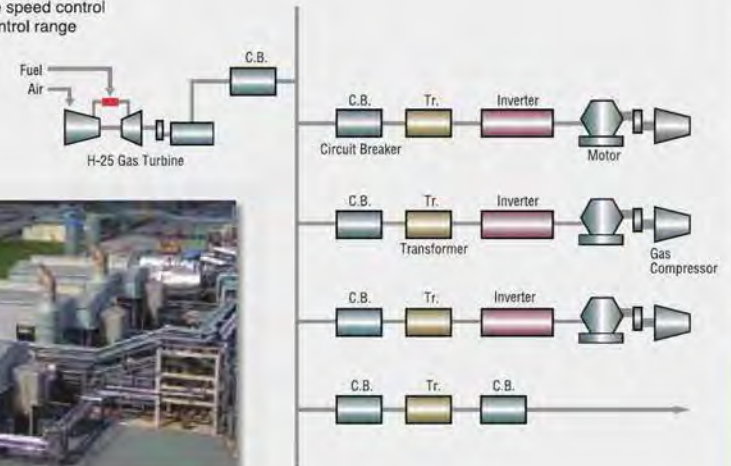 e speed control
ntrol range
Fuel
Air
C.B.
H-25 Gas Turbine
C.B.
Tr.
Inverter
Circuit Breaker
Motor
C.B.
Tr.
Inverter
Transformer
Gas
Compressor
C.B.
Tr.
Inverter
C.B.
Tr.
C.B.